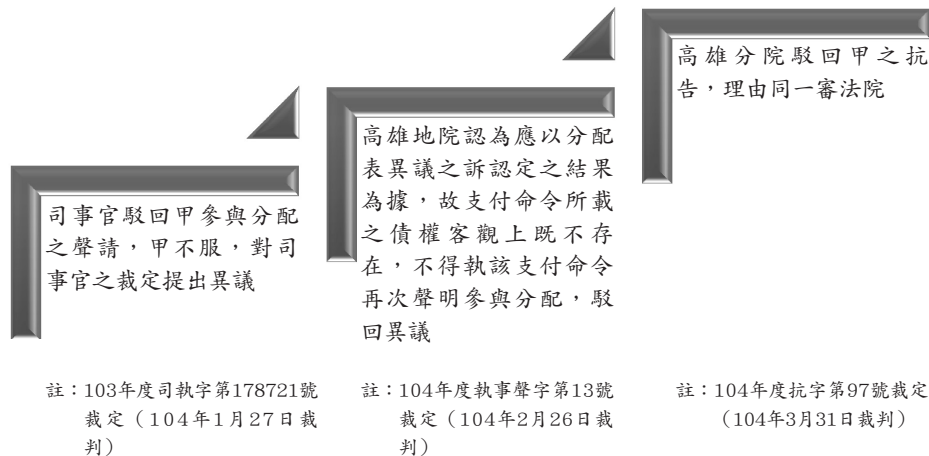 司事官駁回甲參與分配
之聲請，甲不服，對司
事官之裁定提出異議
註：103年度司執字第178721號
裁定（104年1月27日裁
判）
高雄地院認為應以分配
表異議之訴認定之結果
為據，故支付命令所載
之債權客觀上既不存
在，不得執該支付命令
再次聲明參與分配，駁
回異議
註：104年度執事聲字第13號
裁定（104年2月26日裁
判）
高雄分院駁回甲之抗
告，理由同一審法院
註：104年度抗字第97號裁定
（104年3月31日裁判）